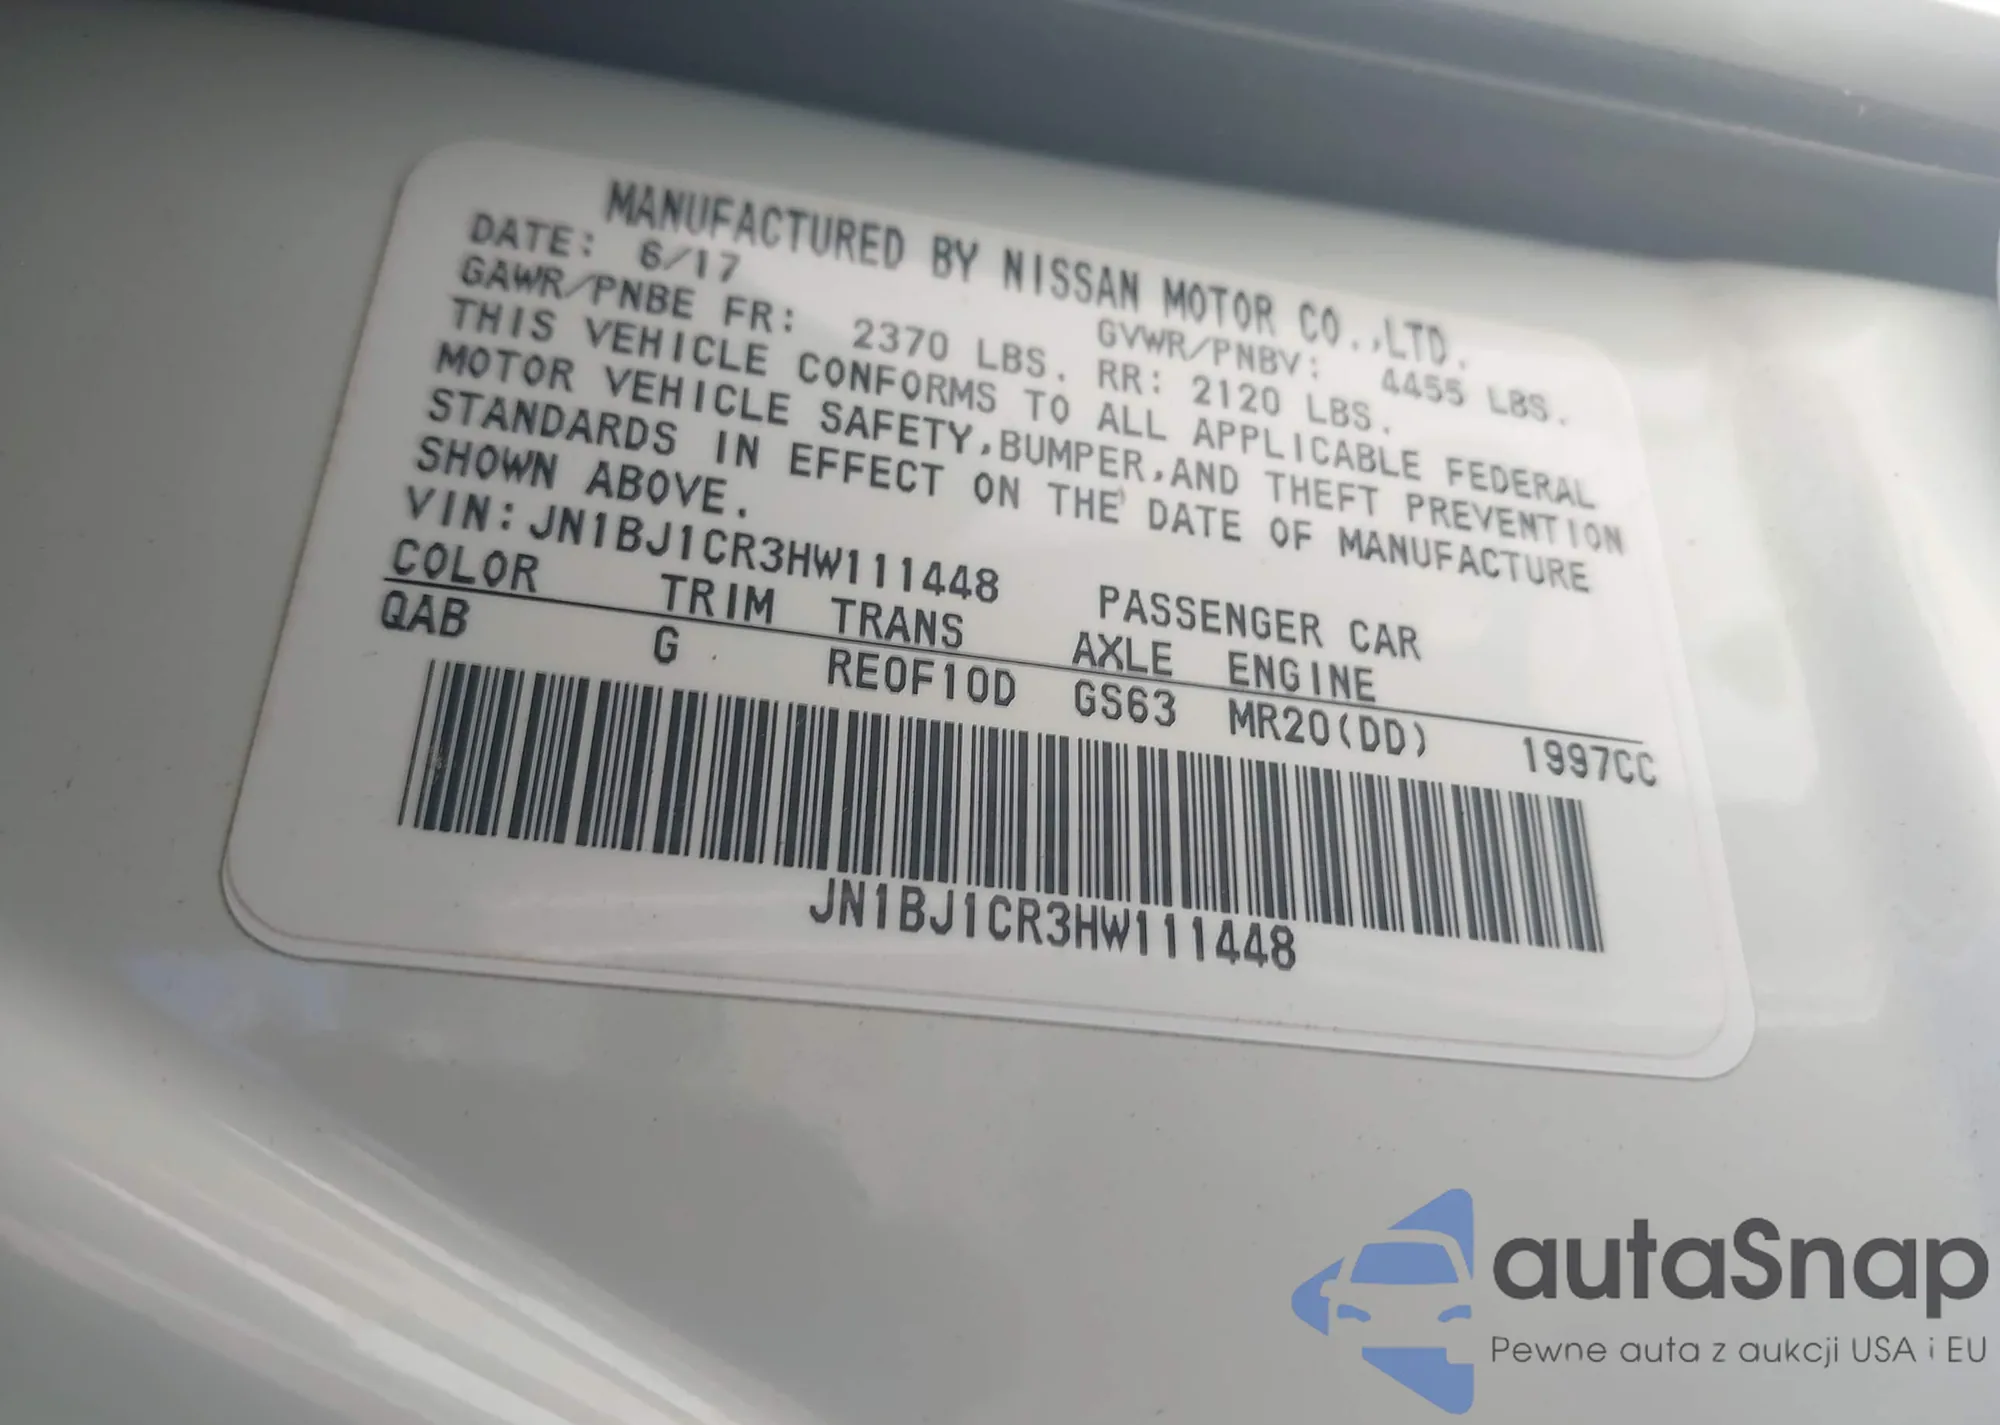 MANUFACTURED BY NISSAN MOTOR CO.,LTD.
DATE: 6/17 GVWR/PNBV: 4455 LBS.
GAWR/PNBE FR: 2370 LBS. RR: 2120 LBS.
THIS VEHICLE CONFORMS TO ALL APPLICABLE FEDERAL
MOTOR VEHICLE SAFETY,BUMPER,AND THEFT PREVENTION
STANDARDS IN EFFECT ON THE DATE OF MANUFACTURE
SHOWN ABOVE.
VIN:JN1BJ1CR3HW111448 PASSENGER CAR
COLOR TRIM TRANS AXLE ENGINE
QAB G RE0F10D GS63 MR20(DD) 1997CC
JN1BJ1CR3HW111448
autaSnap
Pewne auta z aukcji USA i EU